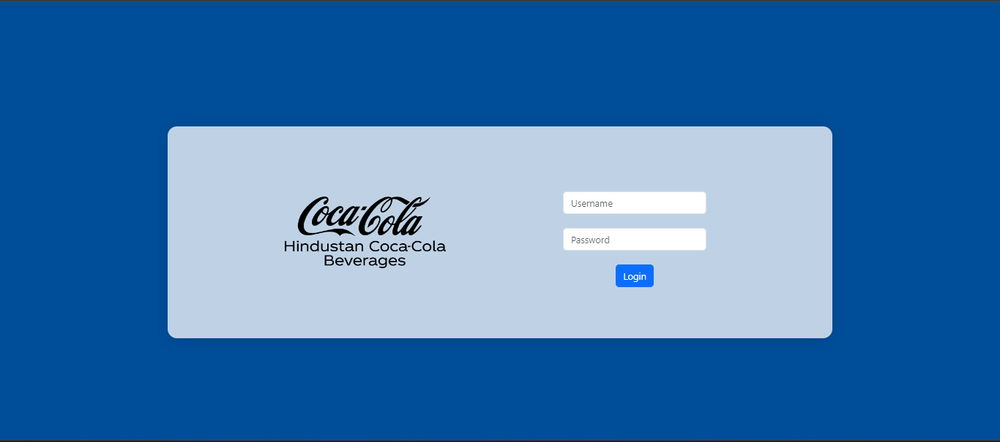 Coca-Cola
Hindustan Coca-Cola
Beverages
Username
Password
Login